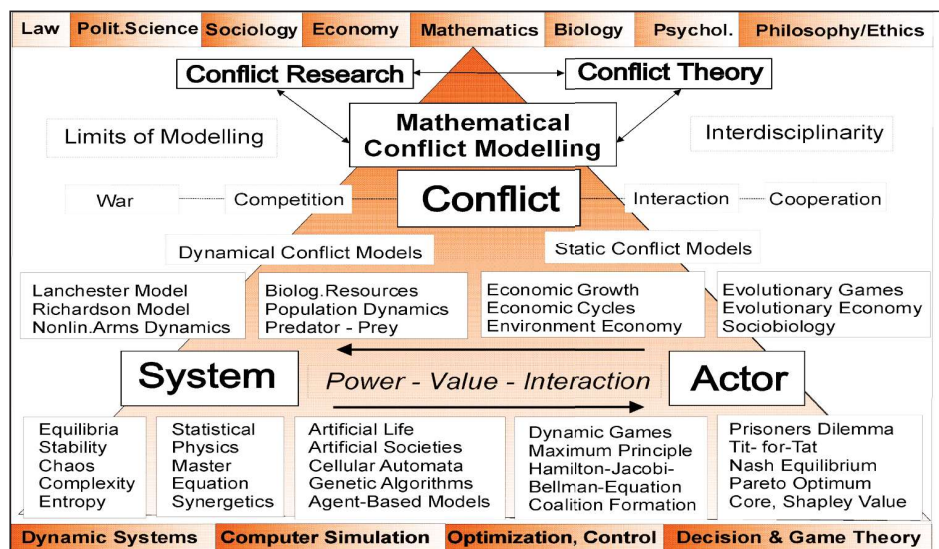 Law Polit.Science Sociology Economy Mathematics Biology Psychol. Philosophy/Ethics
Conflict Research
Conflict Theory
Mathematical
Conflict Modelling
Limits of Modelling
Interdisciplinarity
Conflict
War
Competition
Interaction
Cooperation
Dynamical Conflict Models
Static Conflict Models
Lanchester Model
Richardson Model
Nonlin.Arms Dynamics
Biolog.Resources
Population Dynamics
Predator - Prey
Economic Growth
Economic Cycles
Environment Economy
Evolutionary Games
Evolutionary Economy
Sociobiology
System
Power - Value - Interaction
Actor
Equilibria
Stability
Chaos
Complexity
Entropy
Statistical
Physics
Master
Equation
Synergetics
Artificial Life
Artificial Societies
Cellular Automata
Genetic Algorithms
Agent-Based Models
Dynamic Games
Maximum Principle
Hamilton-Jacobi-
Bellman-Equation
Coalition Formation
Prisoners Dilemma
Tit- for-Tat
Nash Equilibrium
Pareto Optimum
Core, Shapley Value
Dynamic Systems Computer Simulation Optimization, Control Decision & Game Theory